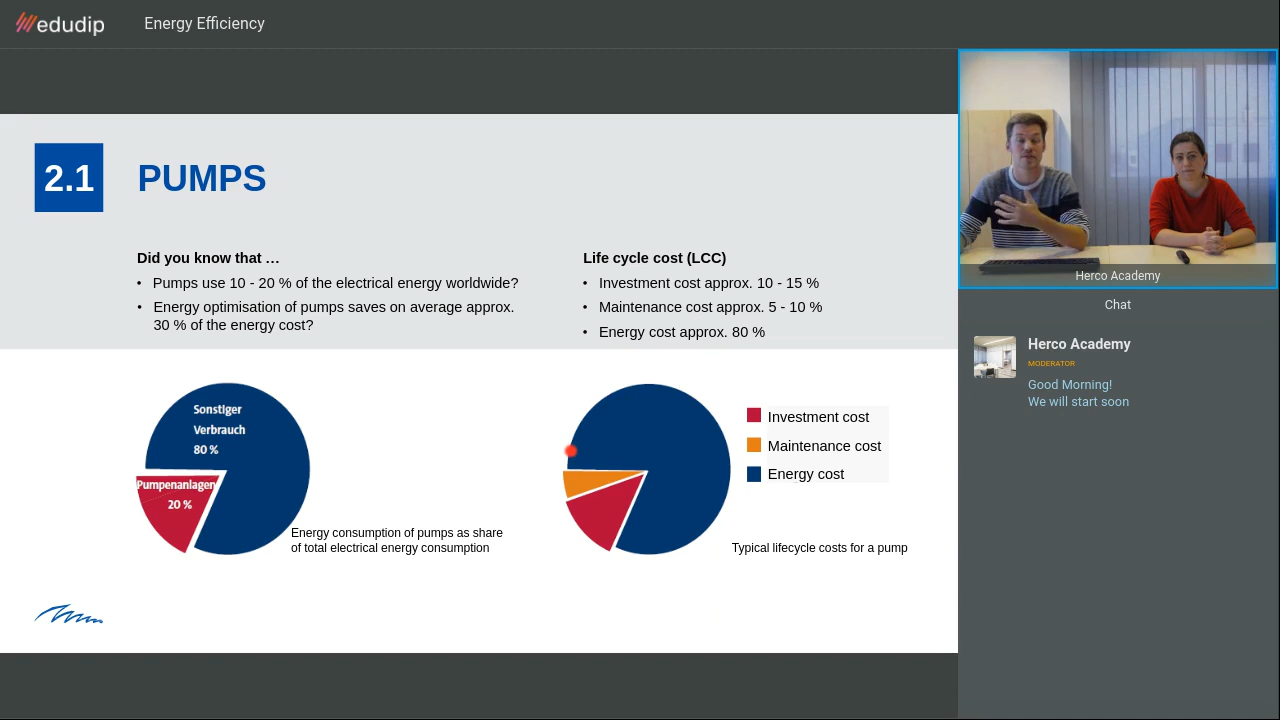 edudip
Energy Efficiency
2.1
PUMPS
Did you know that …
• Pumps use 10 - 20 % of the electrical energy worldwide?
• Energy optimisation of pumps saves on average approx.
30 % of the energy cost?
Life cycle cost (LCC)
• Investment cost approx. 10 - 15 %
• Maintenance cost approx. 5 - 10 %
• Energy cost approx. 80 %
Sonstiger
Verbrauch
80 %
Pumpenanlagen
20 %
Energy consumption of pumps as share
of total electrical energy consumption
Investment cost
Maintenance cost
Energy cost
Typical lifecycle costs for a pump
Herco Academy
Chat
Herco Academy
MODERATOR
Good Morning!
We will start soon